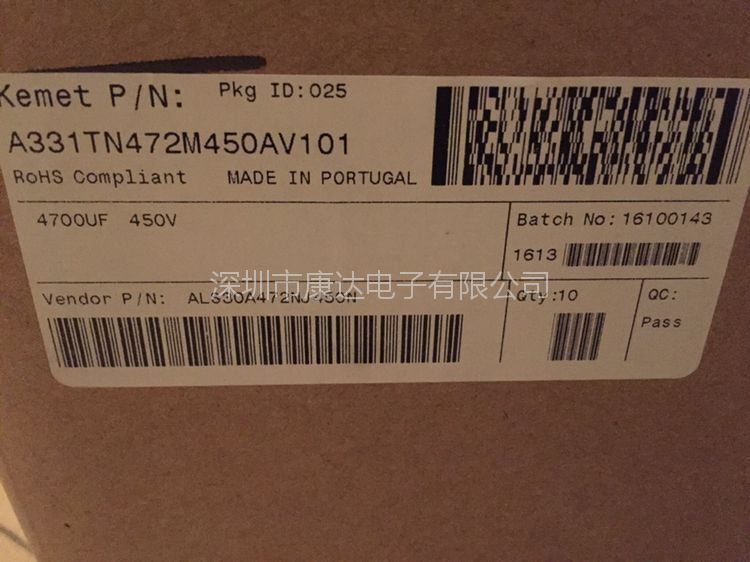 Kemet P/N: Pkg ID:025
A331TN472M450AV101
RoHS Compliant MADE IN PORTUGAL
4700UF 450V
Batch No: 16100143
1613
深圳市康达电子有限公司
Vendor P/N: ALS30A472NJ450N
Qty:10
QC:
Pass